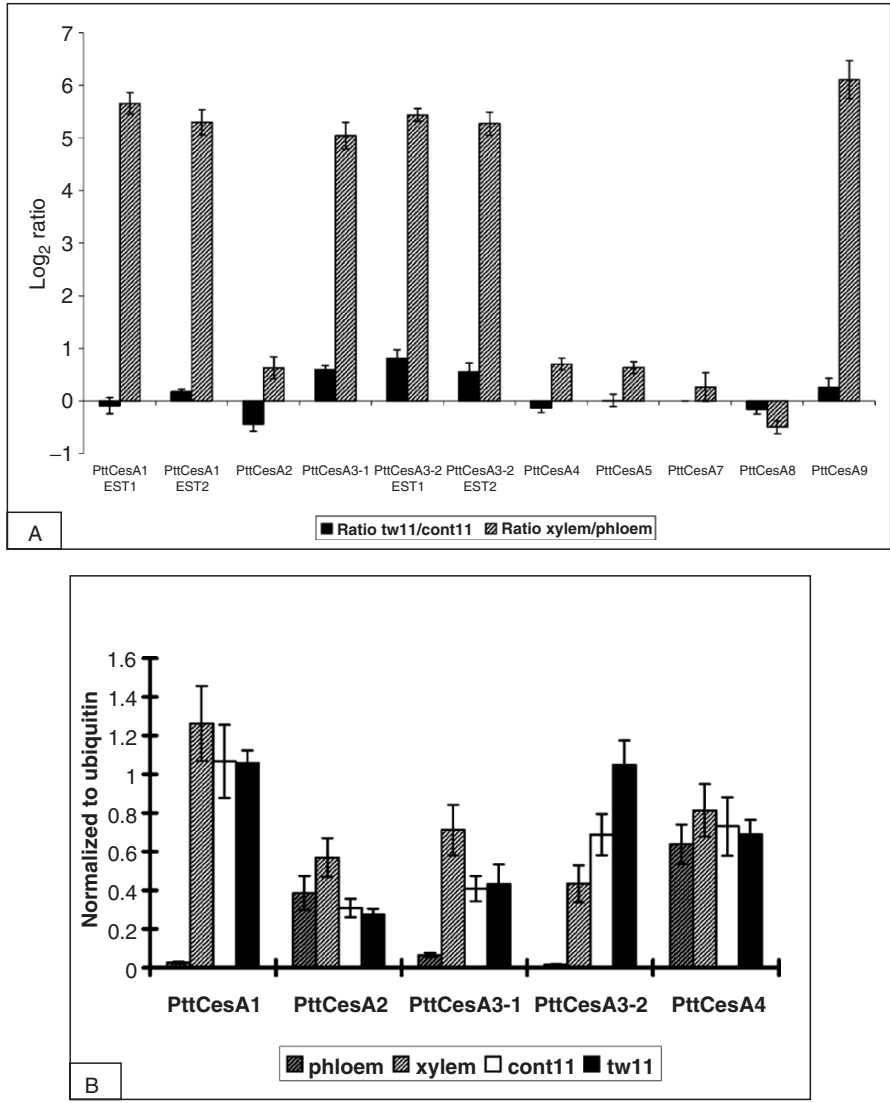 7
6
5
4
3
2
1
0
−1
Log2 ratio
PttCesA1 EST1
PttCesA1 EST2
PttCesA2
PttCesA3-1
PttCesA3-2 EST1
PttCesA3-2 EST2
PttCesA4
PttCesA5
PttCesA7
PttCesA8
PttCesA9
Ratio tw11/cont11 Ratio xylem/phloem
A
1.6
1.4
1.2
1
0.8
0.6
0.4
0.2
0
Normalized to ubiquitin
PttCesA1 PttCesA2 PttCesA3-1 PttCesA3-2 PttCesA4
phloem xylem cont11 tw11
B